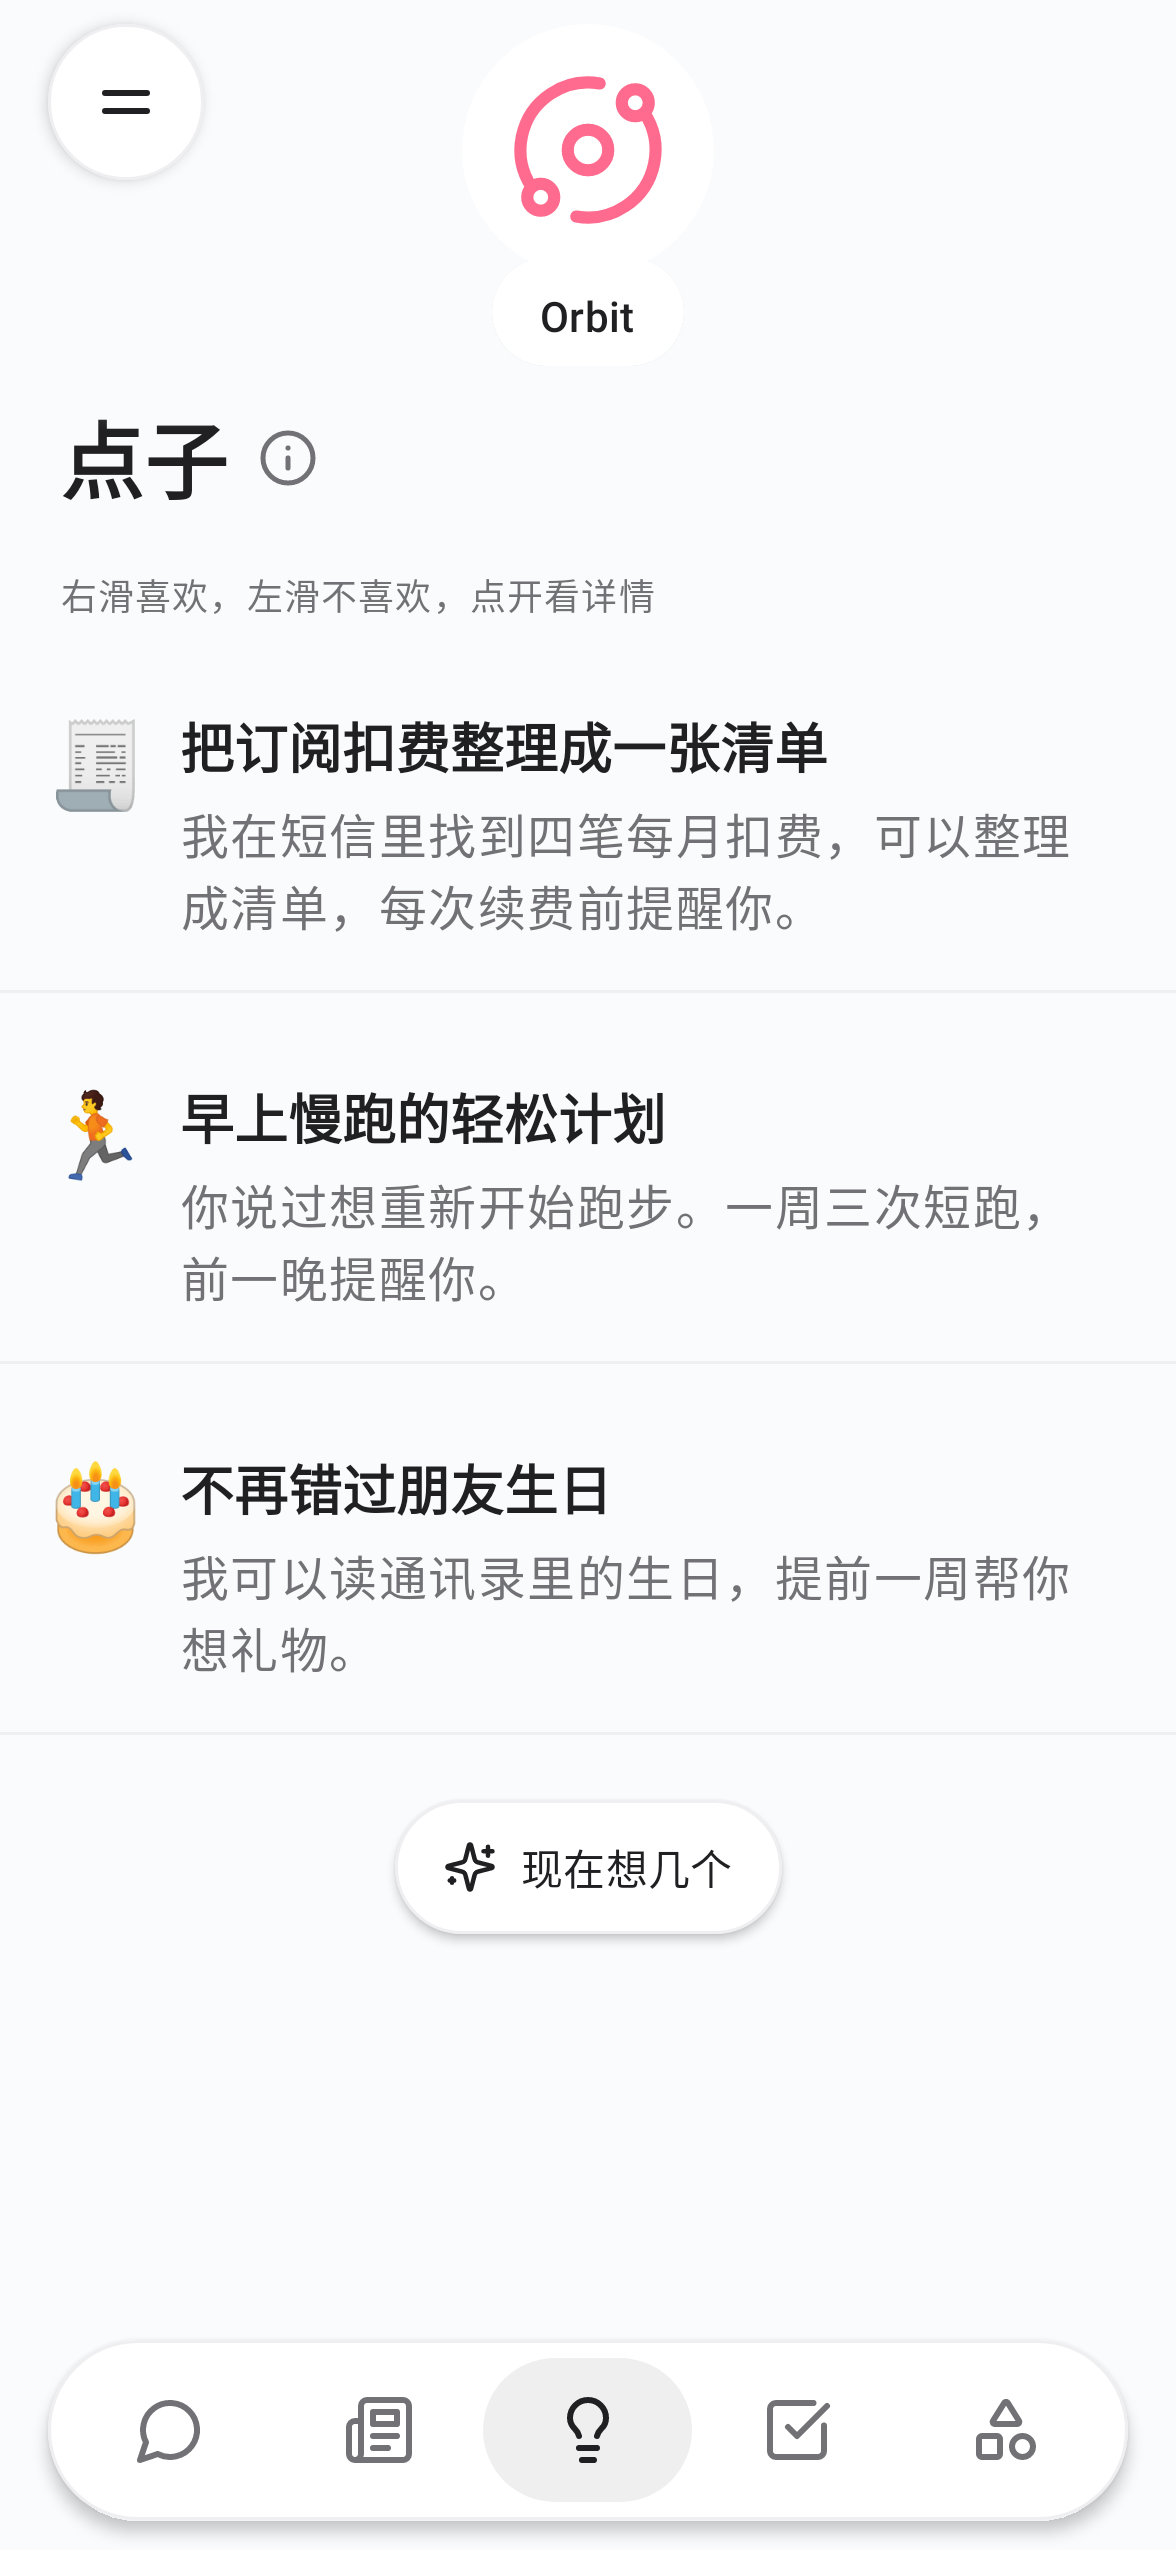 Orbit
点子
右滑喜欢，左滑不喜欢，点开看详情
把订阅扣费整理成一张清单
我在短信里找到四笔每月扣费，可以整理
成清单，每次续费前提醒你。
早上慢跑的轻松计划
你说过想重新开始跑步。一周三次短跑，
前一晚提醒你。
不再错过朋友生日
我可以读通讯录里的生日，提前一周帮你
想礼物。
现在想几个